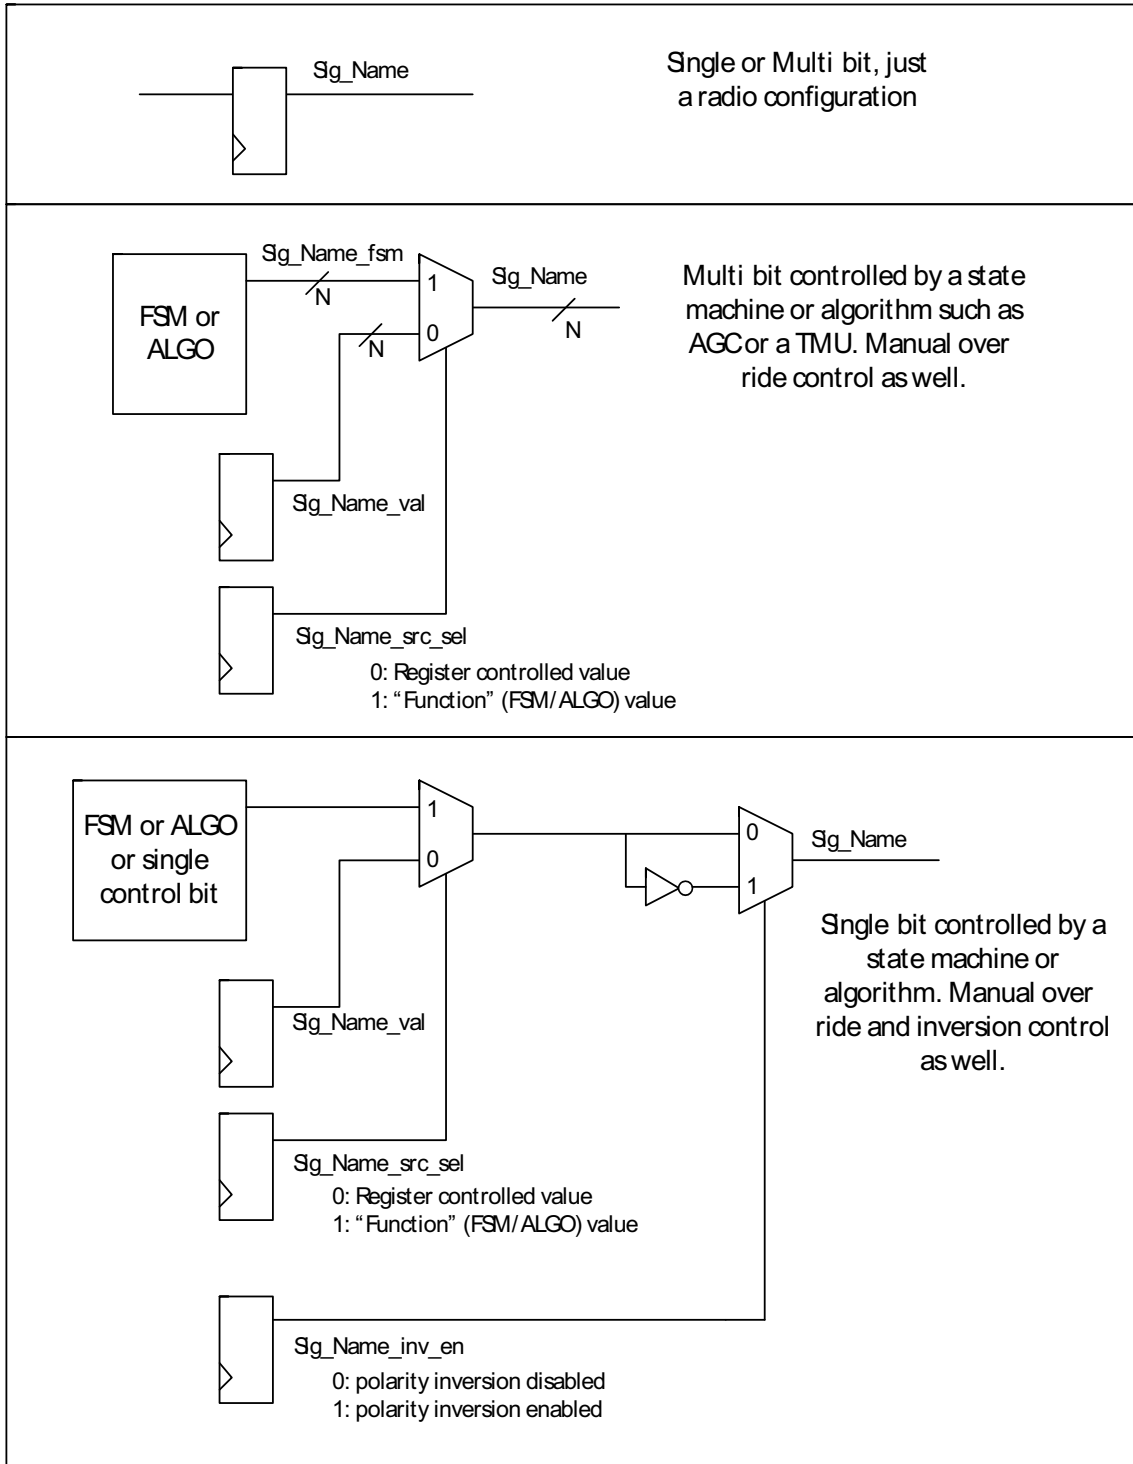 Sig_Name
Single or Multi bit, just
a radio configuration
FSM or
ALGO
Sig_Name_fsm
N
1
0
N
Sig_Name
N
Multi bit controlled by a state
machine or algorithm such as
AGC or a TMU. Manual over
ride control as well.
Sig_Name_val
Sig_Name_src_sel
0: Register controlled value
1: “Function” (FSM/ALGO) value
FSM or ALGO
or single
control bit
1
0
0
1
Sig_Name
Single bit controlled by a
state machine or
algorithm. Manual over
ride and inversion control
as well.
Sig_Name_val
Sig_Name_src_sel
0: Register controlled value
1: “Function” (FSM/ALGO) value
Sig_Name_inv_en
0: polarity inversion disabled
1: polarity inversion enabled